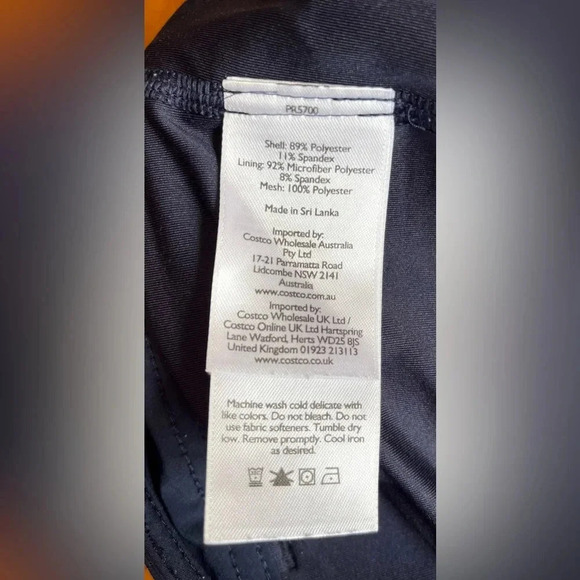 PR5700
Shell: 89% Polyester
11% Spandex
Lining: 92% Microfiber Polyester
8% Spandex
Mesh: 100% Polyester
Made in Sri Lanka
Imported by:
Costco Wholesale Australia
Pty Ltd
17-21 Parramatta Road
Lidcombe NSW 2141
Australia
www.costco.com.au
Imported by:
Costco Wholesale UK Ltd /
Costco Online UK Ltd Hartspring
Lane Watford, Herts WD25 8JS
United Kingdom 01923 213113
www.costco.co.uk
Machine wash cold delicate with
like colors. Do not bleach. Do not
use fabric softeners. Tumble dry
low. Remove promptly. Cool iron
as desired.